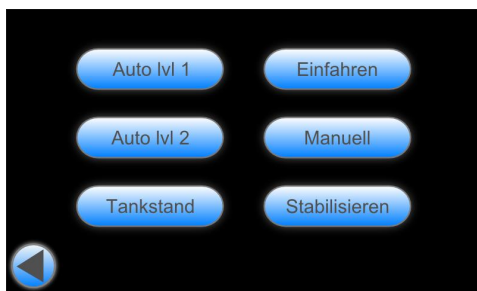 Auto lvl 1
Einfahren
Auto lvl 2
Manuell
Tankstand
Stabilisieren